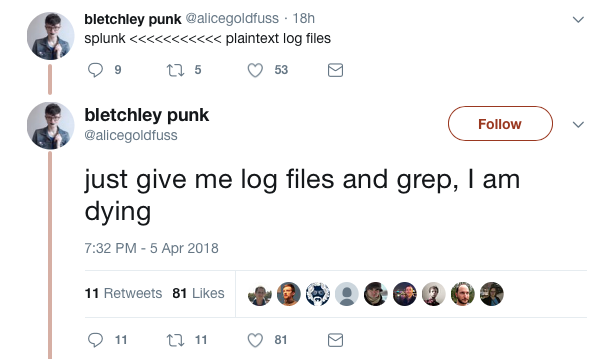 bletchley punk @alicegoldfuss · 18h
splunk <<<<<<<<<<< plaintext log files
9 5 53
bletchley punk
@alicegoldfuss
Follow
just give me log files and grep, I am
dying
7:32 PM - 5 Apr 2018
11 Retweets 81 Likes
11 11 81